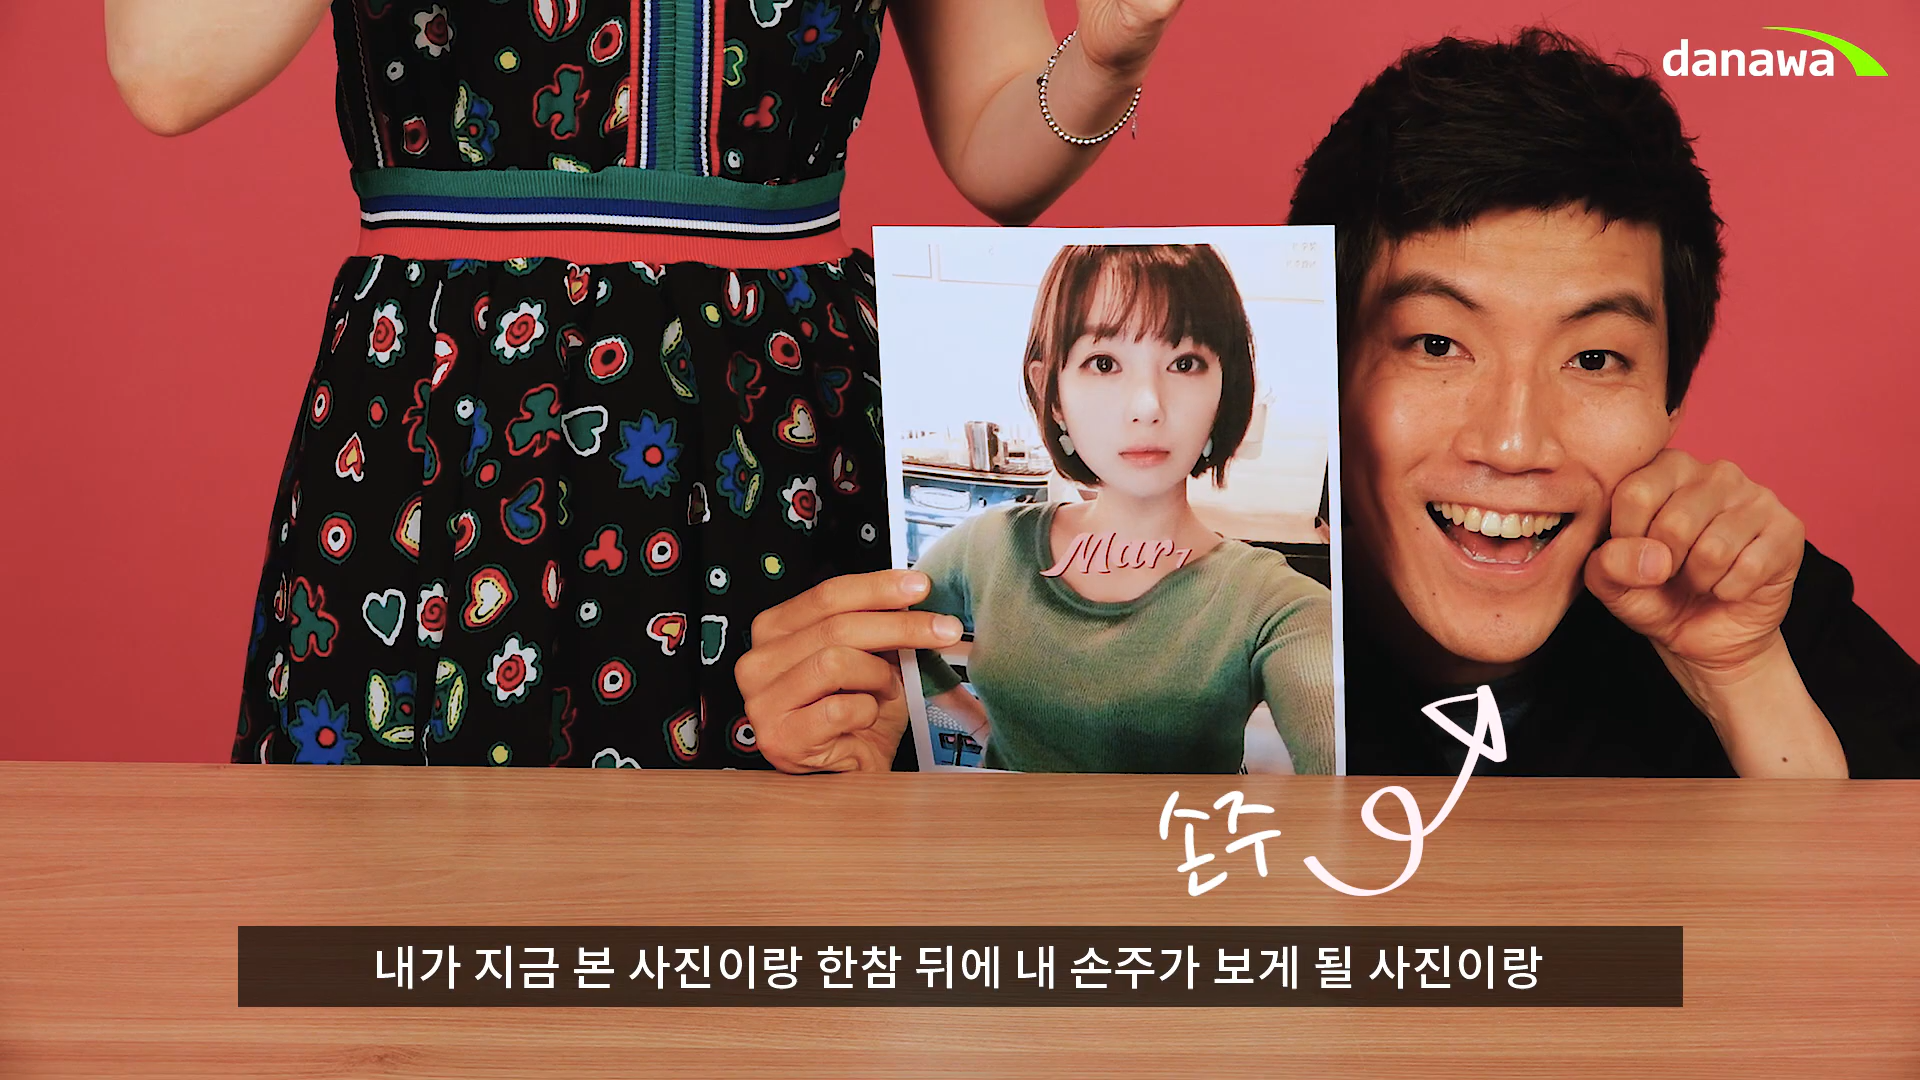 danawa
손주
내가 지금 본 사진이랑 한참 뒤에 내 손주가 보게 될 사진이랑